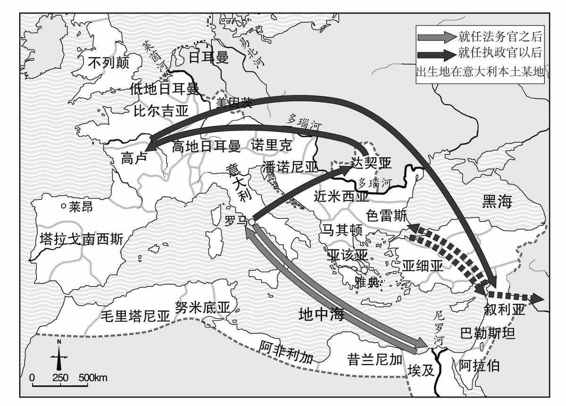 就任法务官之后
就任执政官以后
出生地在意大利本土某地
不列颠
莱茵河
日耳曼
易北河
低地日耳曼
美因茨
比尔吉亚
多瑙河
高卢
高地日耳曼
诺里克
达契亚
潘诺尼亚
意大利
多瑙河
黑海
莱昂
近米西亚
罗马
色雷斯
塔拉戈南西斯
马其顿
亚该亚
亚细亚
雅典
叙利亚
努米底亚
毛里塔尼亚
地中海
尼罗河
巴勒斯坦
阿非利加
昔兰尼加
埃及
阿拉伯
N
0 250 500km